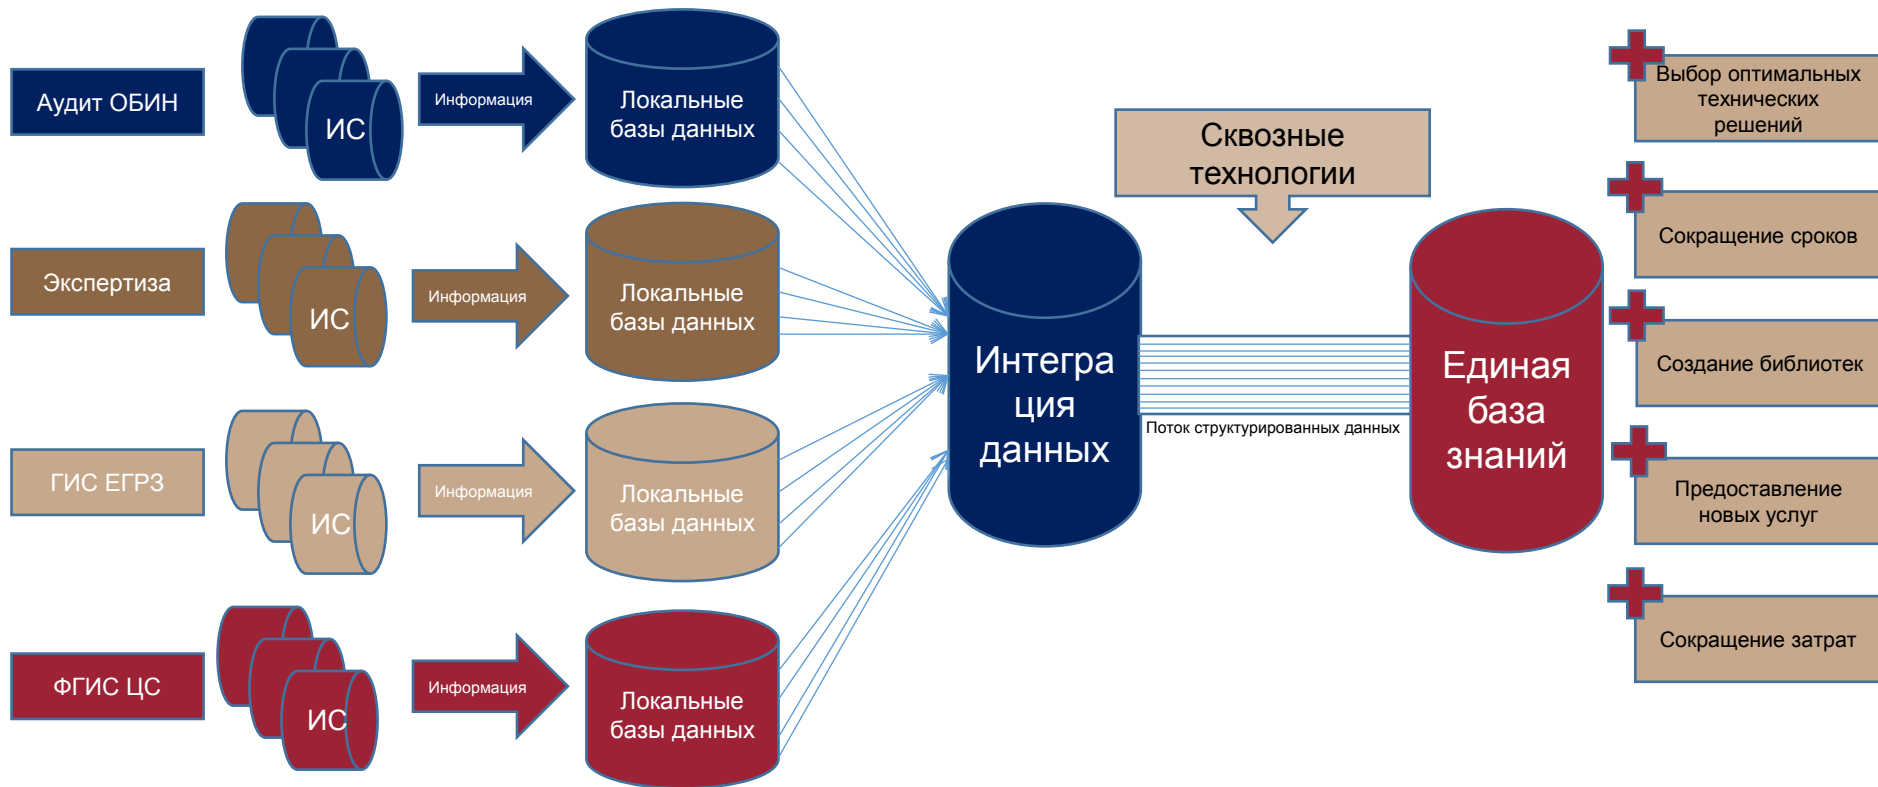 Аудит ОБИН
ИС
Информация
Локальные
базы данных
Экспертиза
ИС
Информация
Локальные
базы данных
ГИС ЕГРЗ
ИС
Информация
Локальные
базы данных
ФГИС ЦС
ИС
Информация
Локальные
базы данных
Интегра
ция
данных
Сквозные
технологии
Поток структурированных данных
Единая
база
знаний
Выбор оптимальных
технических
решений
Сокращение сроков
Создание библиотек
Предоставление
новых услуг
Сокращение затрат